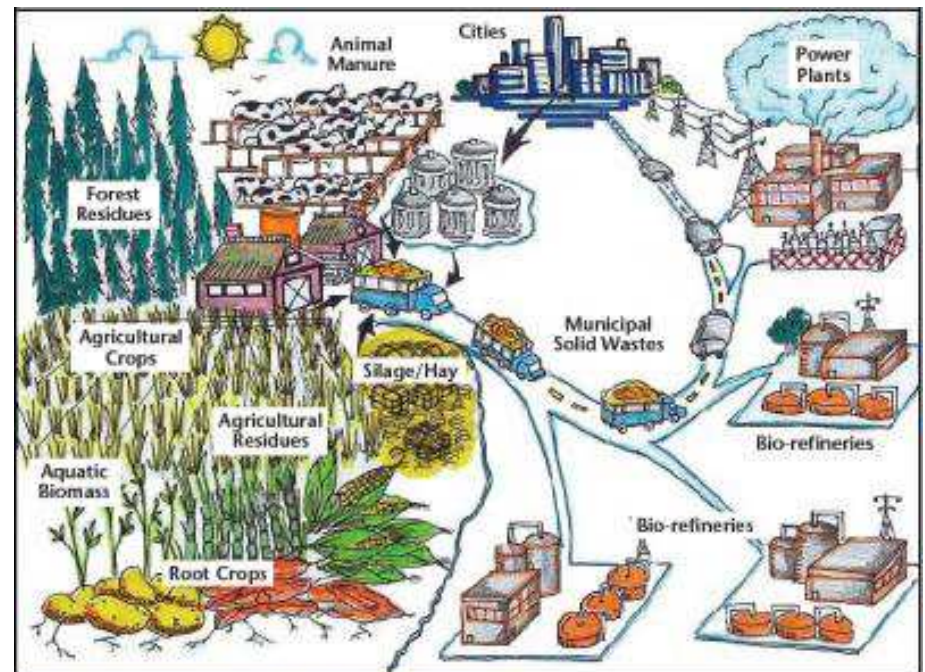 Animal
Manure
Cities
Power
Plants
Forest
Residues
Agricultural
Crops
Silage/Hay
Municipal
Solid Wastes
Agricultural
Residues
Bio-refineries
Aquatic
Biomass
Bio-refineries
Root Crops